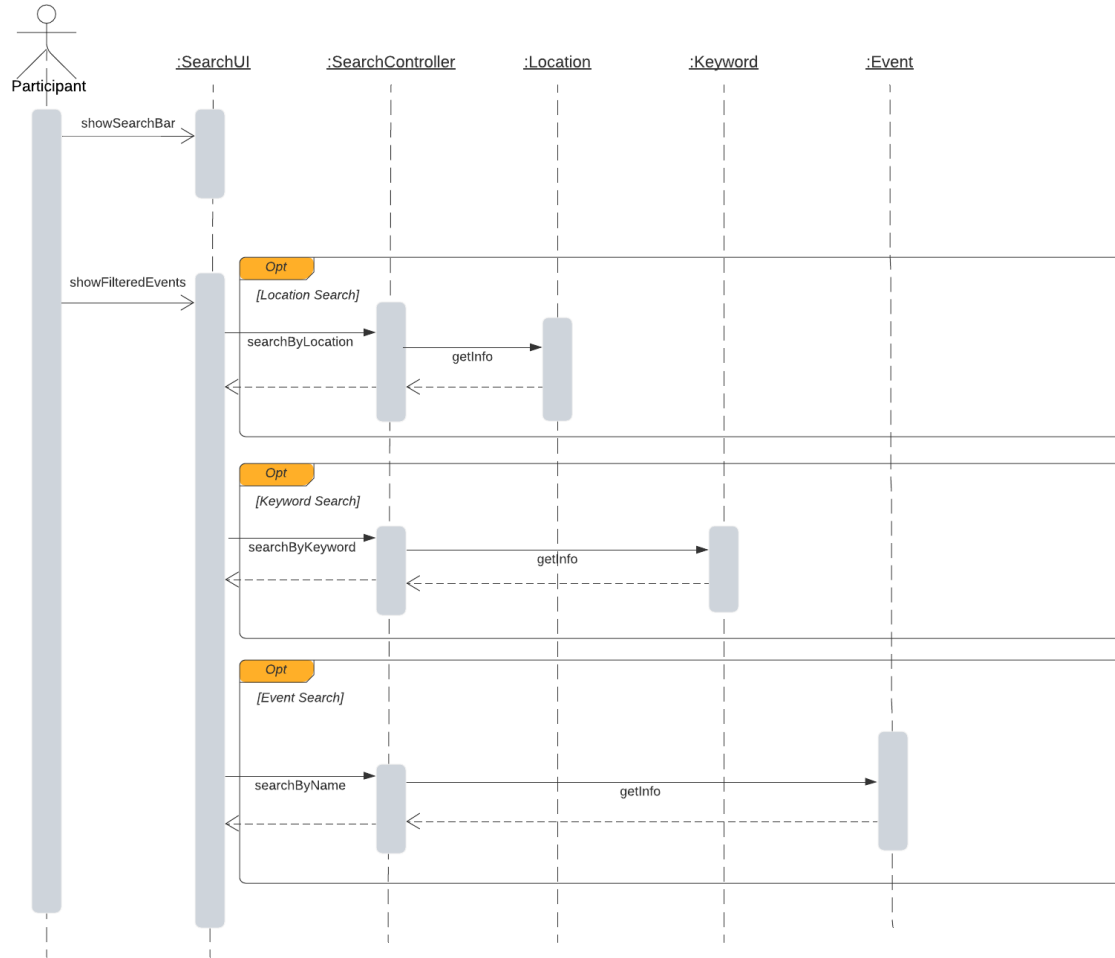 :SearchUI
:SearchController
:Location
:Keyword
:Event
Participant
showSearchBar
Opt
showFilteredEvents
[Location Search]
searchByLocation
getInfo
Opt
[Keyword Search]
searchByKeyword
getInfo
Opt
[Event Search]
searchByName
getInfo